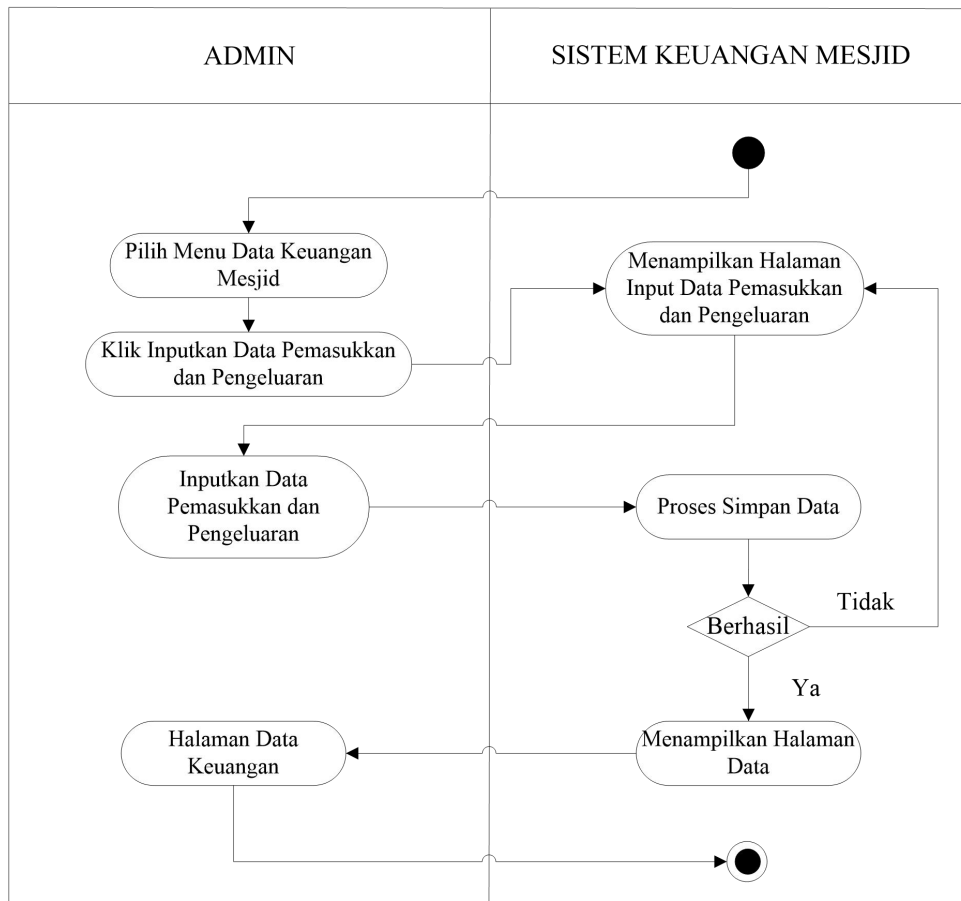 ADMIN
SISTEM KEUANGAN MESJID
Pilih Menu Data Keuangan
Mesjid
Menampilkan Halaman
Input Data Pemasukkan
dan Pengeluaran
Klik Inputkan Data Pemasukkan
dan Pengeluaran
Inputkan Data
Pemasukkan dan
Pengeluaran
Proses Simpan Data
Berhasil
Tidak
Ya
Menampilkan Halaman
Data
Halaman Data
Keuangan